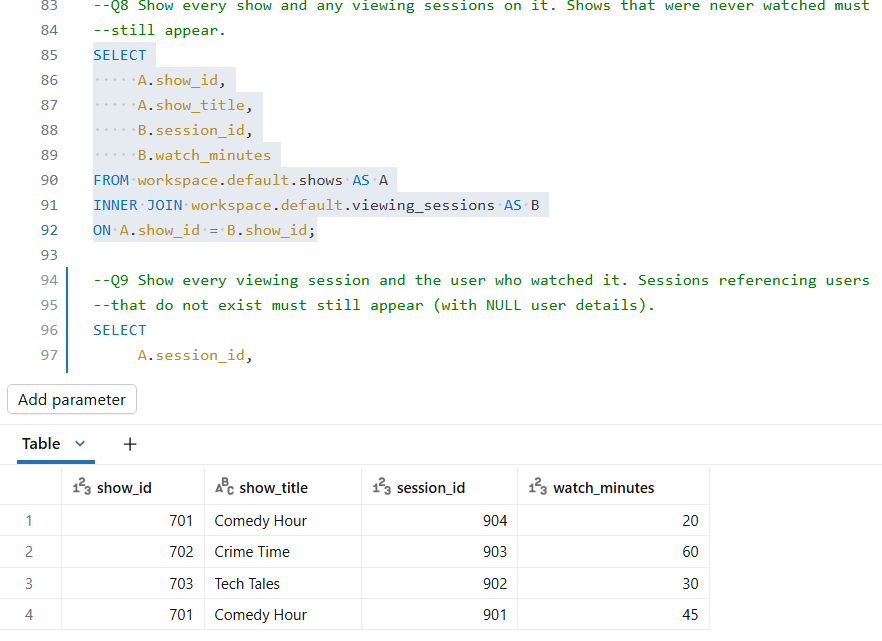 83 --Q8 Show every show and any viewing sessions on it. Shows that were never watched must
84 --still appear.
85 SELECT
86 A.show_id,
87 A.show_title,
88 B.session_id,
89 B.watch_minutes
90 FROM workspace.default.shows AS A
91 INNER JOIN workspace.default.viewing_sessions AS B
92 ON A.show_id = B.show_id;
93
94 --Q9 Show every viewing session and the user who watched it. Sessions referencing users
95 --that do not exist must still appear (with NULL user details).
96 SELECT
97 A.session_id,
Add parameter
Table +
123 show_id ABC show_title 123 session_id 123 watch_minutes
1 701 Comedy Hour 904 20
2 702 Crime Time 903 60
3 703 Tech Tales 902 30
4 701 Comedy Hour 901 45